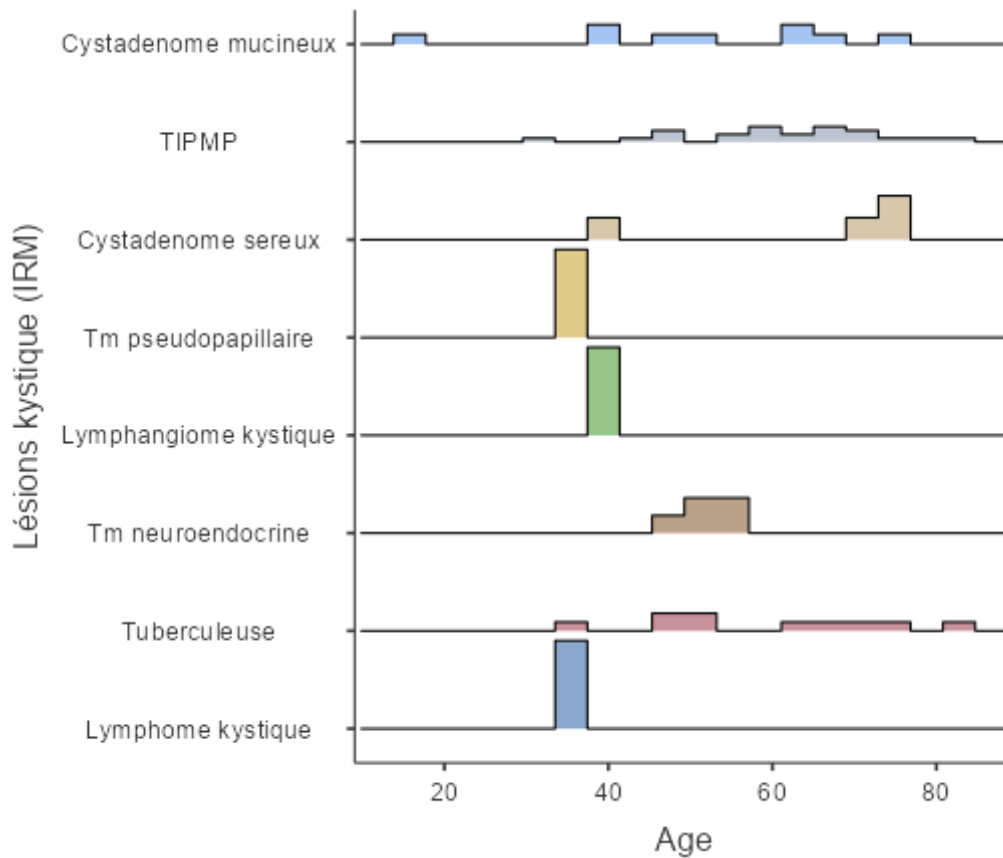 Cystadenome mucineux
TIPMP
Cystadenome sereux
Tm pseudopapillaire
Lymphangiome kystique
Tm neuroendocrine
Tuberculeuse
Lymphome kystique
Lésions kystique (IRM)
20 40 60 80
Age